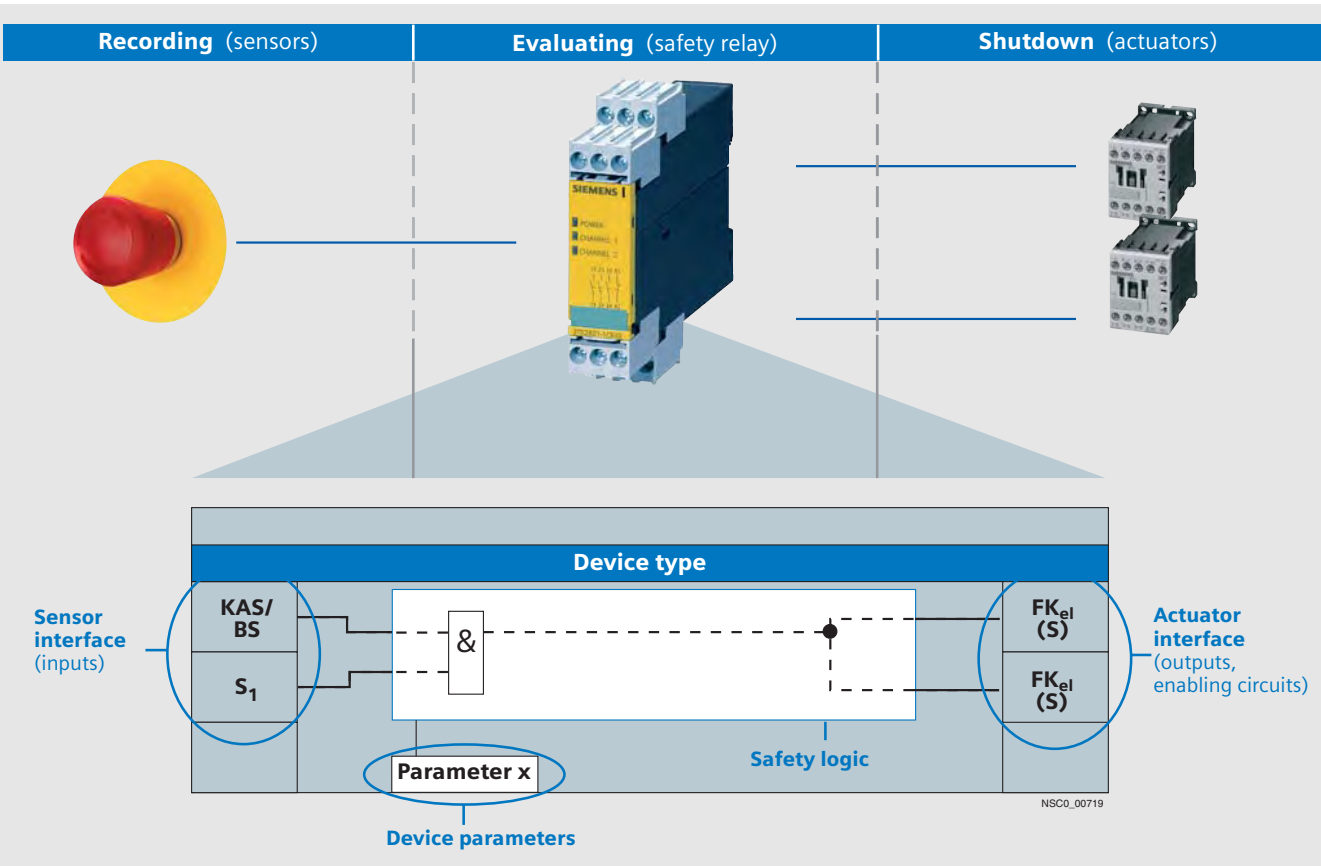 Recording (sensors)
Evaluating (safety relay)
Shutdown (actuators)
SIEMENS
POWER
CHANNEL 1
CHANNEL 2
Device type
Sensor
interface
(inputs)
KAS/
BS
S1
&
FKel
(S)
FKel
(S)
Actuator
interface
(outputs,
enabling circuits)
Safety logic
Parameter x
NSC0_00719
Device parameters